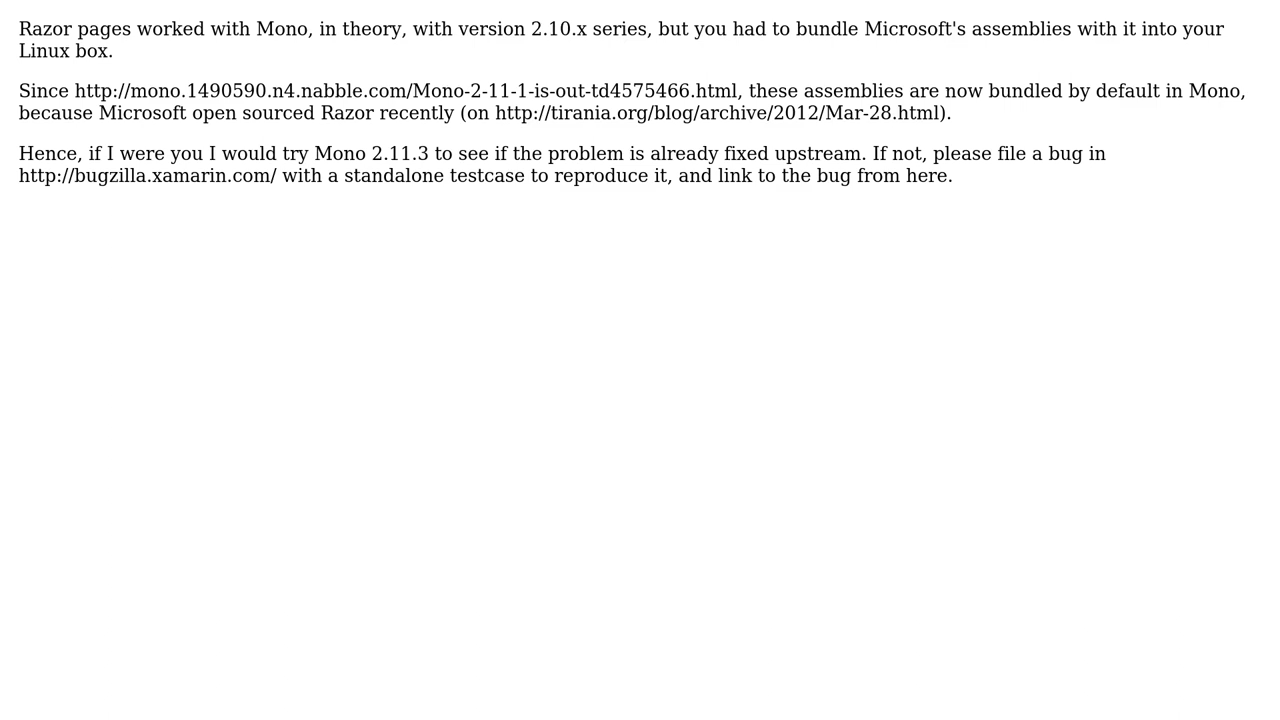 Razor pages worked with Mono, in theory, with version 2.10.x series, but you had to bundle Microsoft's assemblies with it into your
Linux box.
Since http://mono.1490590.n4.nabble.com/Mono-2-11-1-is-out-td4575466.html, these assemblies are now bundled by default in Mono,
because Microsoft open sourced Razor recently (on http://tirania.org/blog/archive/2012/Mar-28.html).
Hence, if I were you I would try Mono 2.11.3 to see if the problem is already fixed upstream. If not, please file a bug in
http://bugzilla.xamarin.com/ with a standalone testcase to reproduce it, and link to the bug from here.